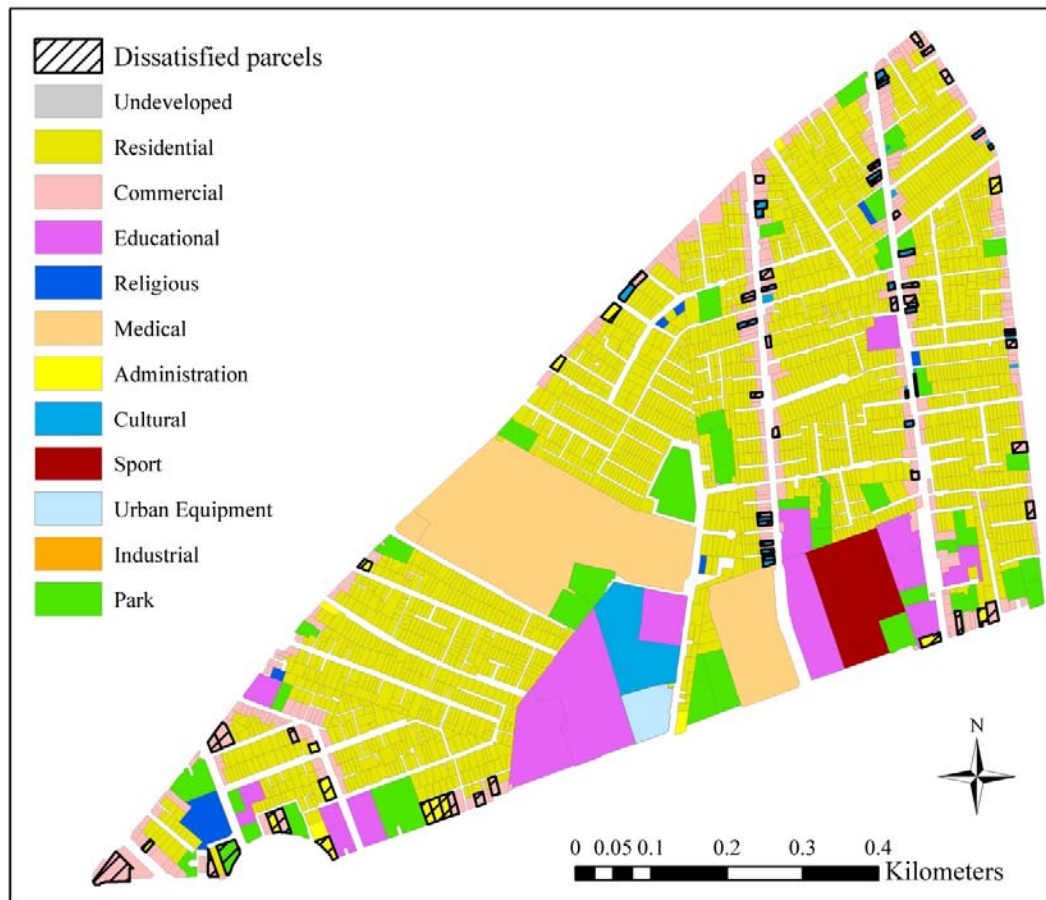 Dissatisfied parcels
Undeveloped
Residential
Commercial
Educational
Religious
Medical
Administration
Cultural
Sport
Urban Equipment
Industrial
Park
N
0 0.05 0.1 0.2 0.3 0.4
Kilometers